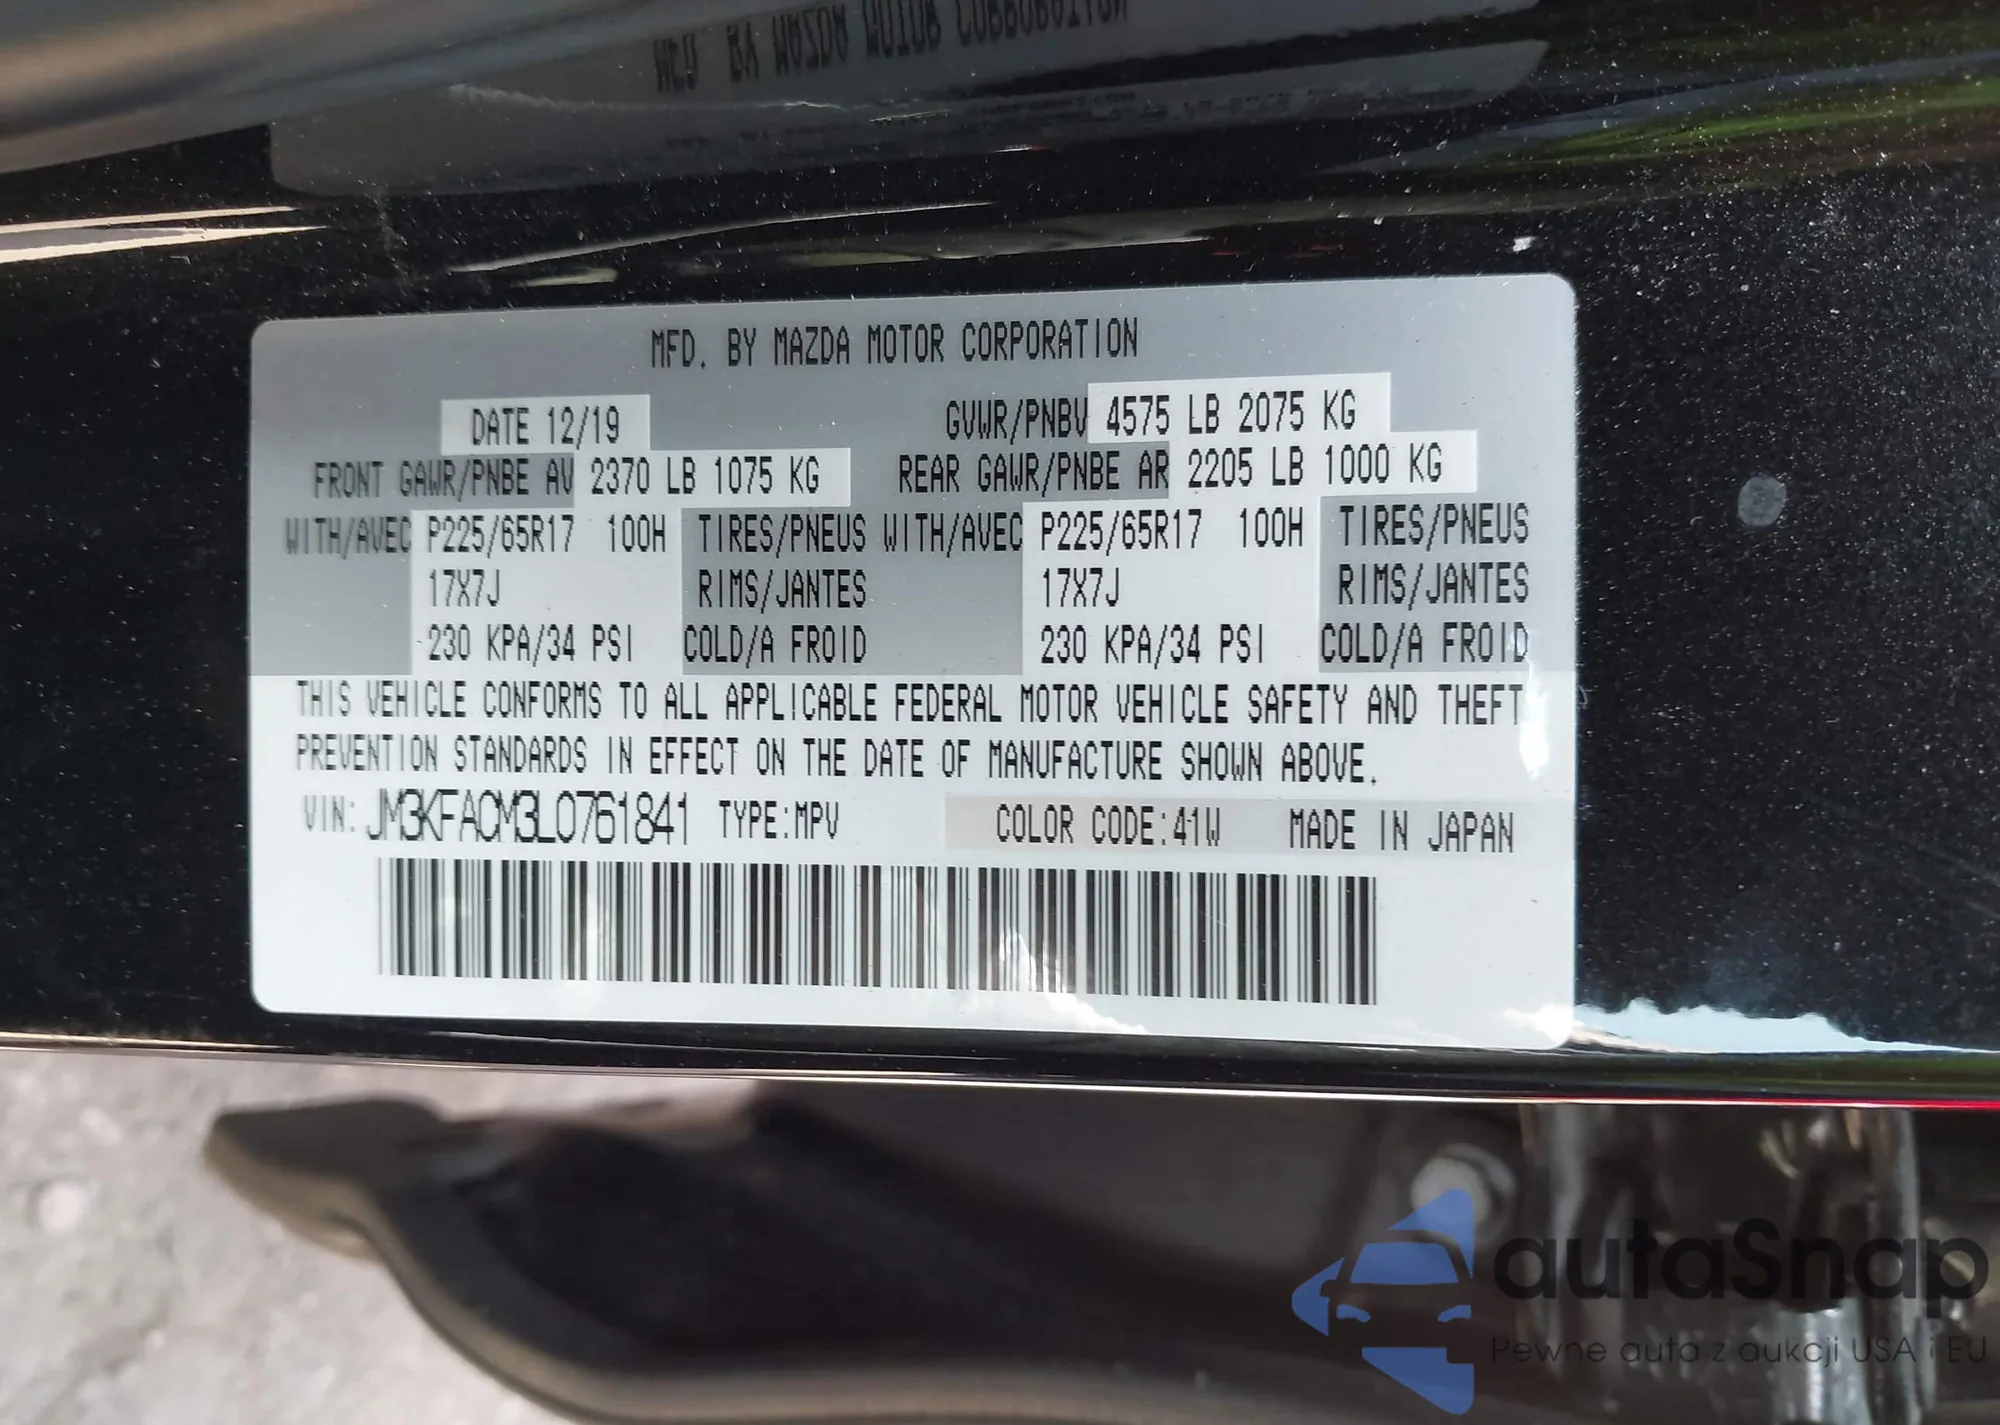 MFD. BY MAZDA MOTOR CORPORATION
DATE 12/19 GVWR/PNBV 4575 LB 2075 KG
FRONT GAWR/PNBE AV 2370 LB 1075 KG REAR GAWR/PNBE AR 2205 LB 1000 KG
WITH/AVEC P225/65R17 100H TIRES/PNEUS WITH/AVEC P225/65R17 100H TIRES/PNEUS
17X7J RIMS/JANTES 17X7J RIMS/JANTES
230 KPA/34 PSI COLD/A FROID 230 KPA/34 PSI COLD/A FROID
THIS VEHICLE CONFORMS TO ALL APPLICABLE FEDERAL MOTOR VEHICLE SAFETY AND THEFT
PREVENTION STANDARDS IN EFFECT ON THE DATE OF MANUFACTURE SHOWN ABOVE.
VIN: JM3KFACM3L0761841 TYPE:MPV COLOR CODE:41W MADE IN JAPAN
autaSnap
Pewne auta z aukcji USA i EU